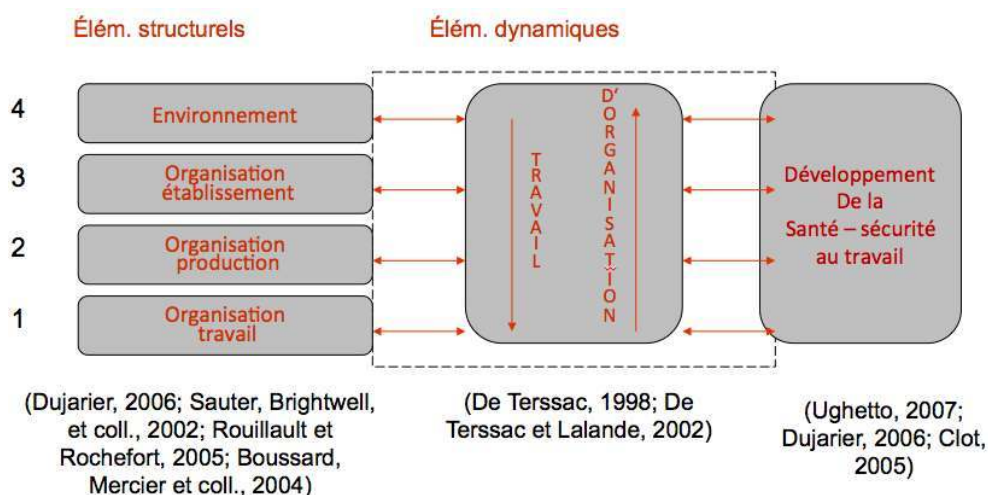 Élém. structurels
Élém. dynamiques
4
Environnement
3
Organisation
établissement
2
Organisation
production
1
Organisation
travail
TRAVAIL
D'ORGANISATION
Développement
De la
Santé – sécurité
au travail
(Dujarier, 2006; Sauter, Brightwell,
et coll., 2002; Rouillault et
Rochefort, 2005; Boussard,
Mercier et coll., 2004)
(De Terssac, 1998; De
Terssac et Lalande, 2002)
(Ughetto, 2007;
Dujarier, 2006; Clot,
2005)